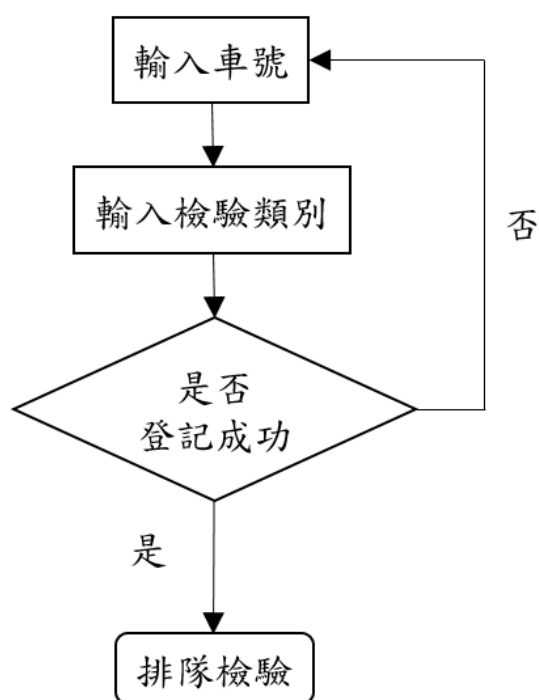 輸入車號
輸入檢驗類別
否
是否
登記成功
是
排隊檢驗